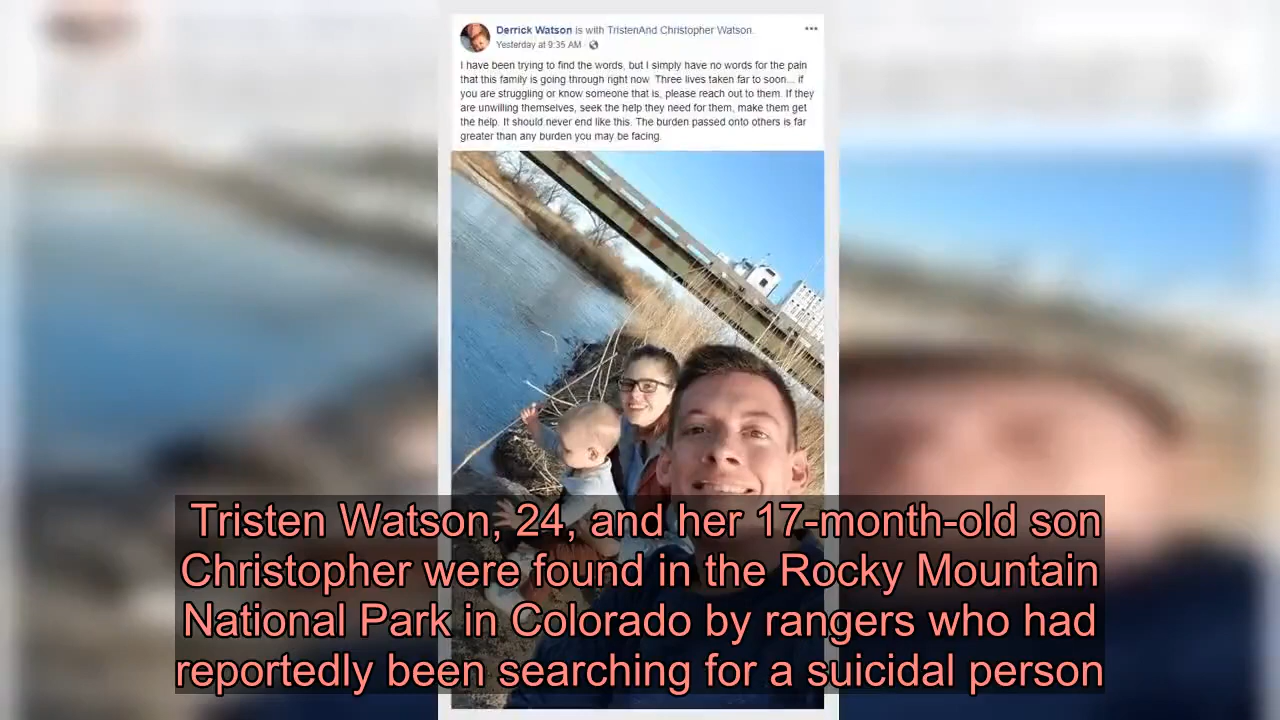 Derrick Watson is with TristenAnd Christopher Watson.
Yesterday at 9:35 AM ·
I have been trying to find the words, but I simply have no words for the pain
that this family is going through right now. Three lives taken far to soon... if
you are struggling or know someone that is, please reach out to them. If they
are unwilling themselves, seek the help they need for them, make them get
the help. It should never end like this. The burden passed onto others is far
greater than any burden you may be facing.
Tristen Watson, 24, and her 17-month-old son
Christopher were found in the Rocky Mountain
National Park in Colorado by rangers who had
reportedly been searching for a suicidal person